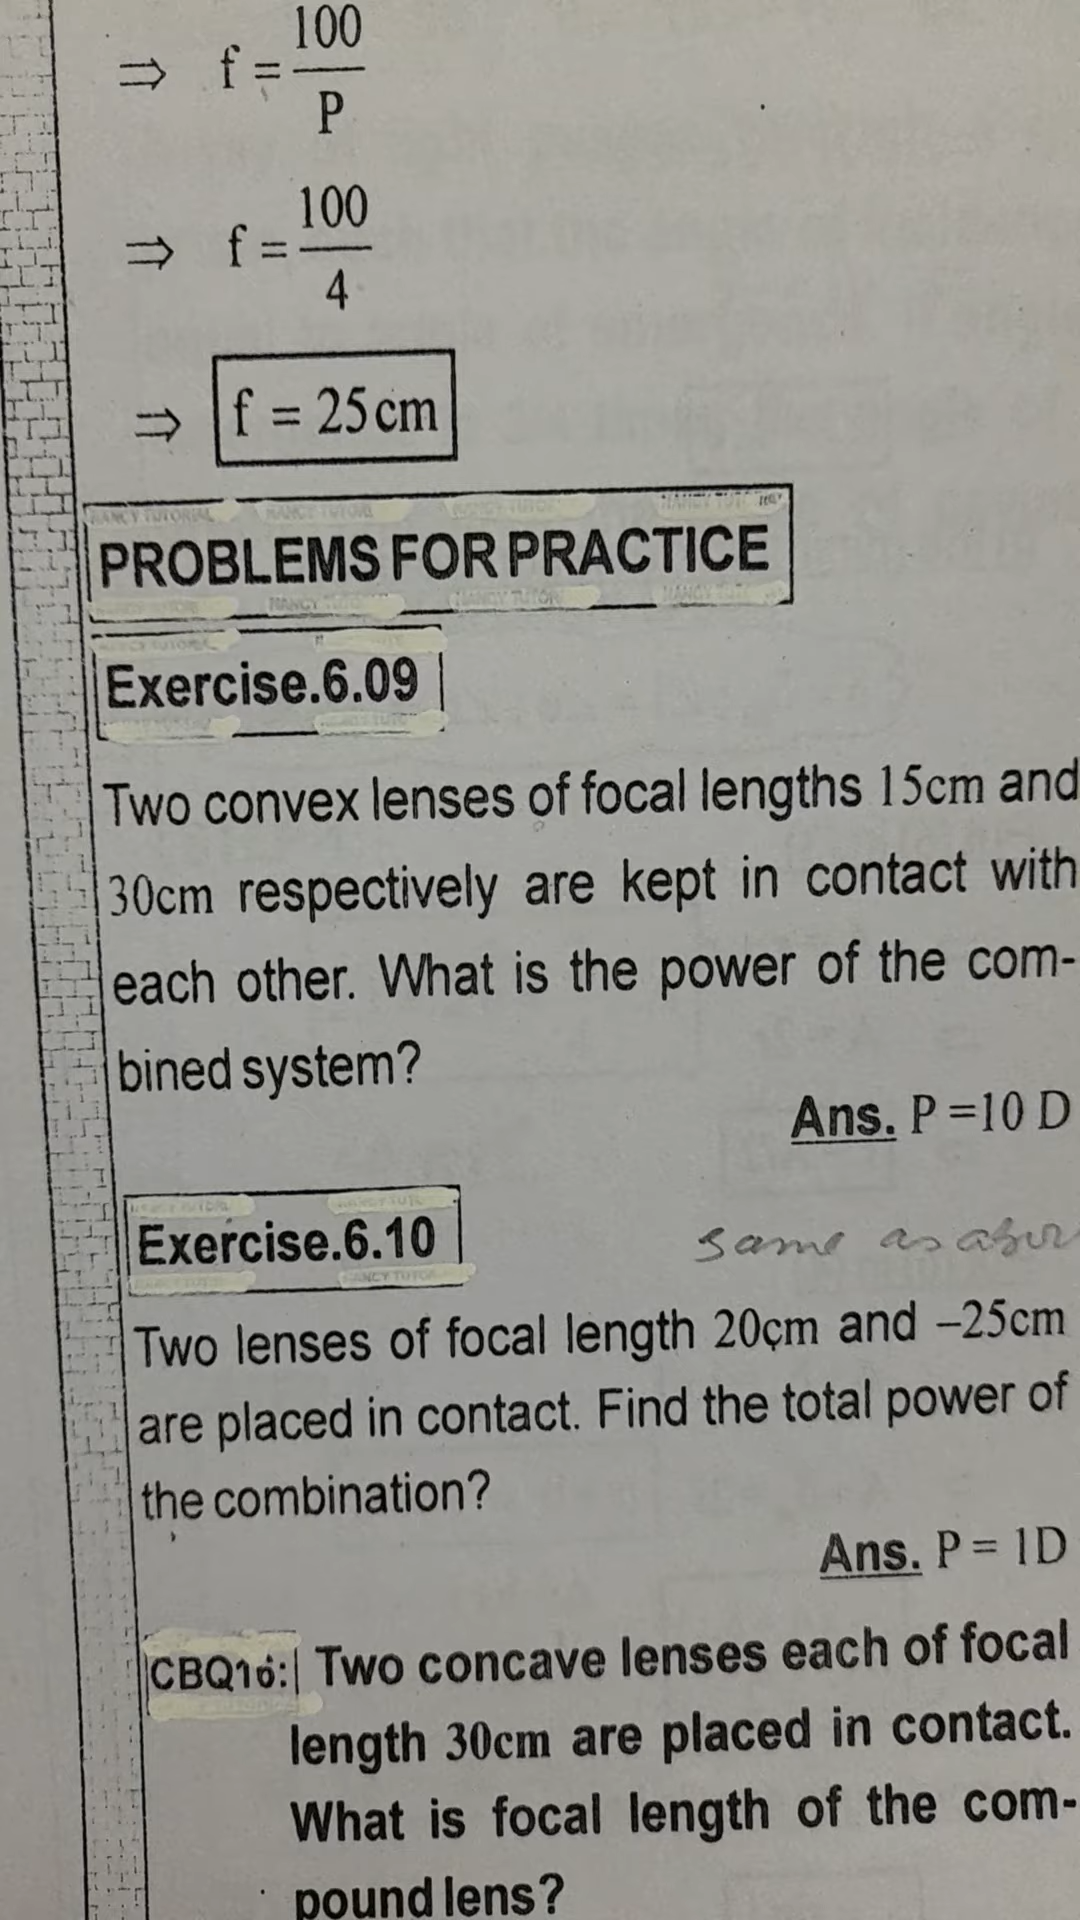 ⇒ f = 100/P
⇒ f = 100/4
⇒ f = 25cm
PROBLEMS FOR PRACTICE
Exercise.6.09
Two convex lenses of focal lengths 15cm and
30cm respectively are kept in contact with
each other. What is the power of the com-
bined system?
Ans. P =10 D
Exercise.6.10
same as
Two lenses of focal length 20cm and –25cm
are placed in contact. Find the total power of
the combination?
Ans. P = 1D
CBQ16: Two concave lenses each of focal
length 30cm are placed in contact.
What is focal length of the com-
pound lens?